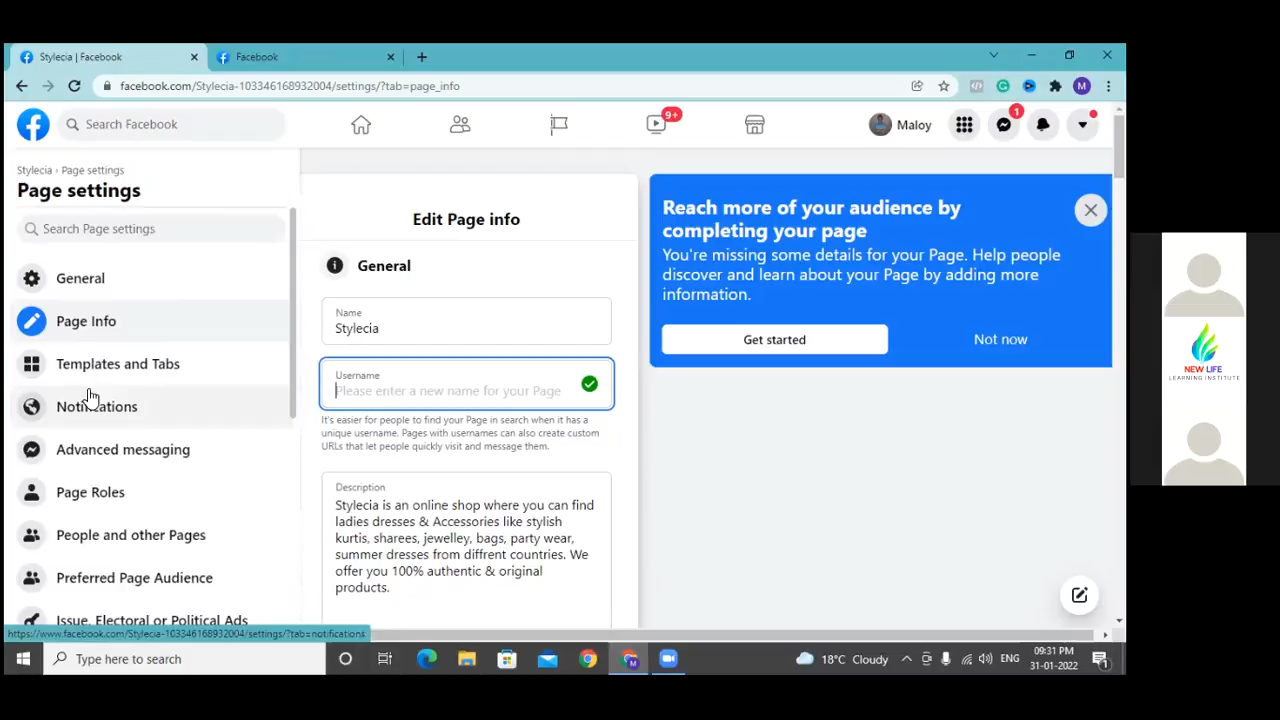 Stylecia | Facebook
Facebook
facebook.com/Stylecia-103346168932004/settings/?tab=page_info
M
Search Facebook
9+
Maloy
1
Stylecia › Page settings
Page settings
Search Page settings
General
Page Info
Templates and Tabs
Notifications
Advanced messaging
Page Roles
People and other Pages
Preferred Page Audience
Issue, Electoral or Political Ads
https://www.facebook.com/Stylecia-103346168932004/settings/?tab=notifications
Edit Page info
General
Name
Stylecia
Username
Please enter a new name for your Page
It's easier for people to find your Page in search when it has a
unique username. Pages with usernames can also create custom
URLs that let people quickly visit and message them.
Description
Stylecia is an online shop where you can find
ladies dresses & Accessories like stylish
kurtis, sharees, jewelley, bags, party wear,
summer dresses from diffrent countries. We
offer you 100% authentic & original
products.
Reach more of your audience by
completing your page
You're missing some details for your Page. Help people
discover and learn about your Page by adding more
information.
Get started
Not now
NEW LIFE
LEARNING INSTITUTE
Type here to search
18°C Cloudy
ENG
09:31 PM
31-01-2022
1